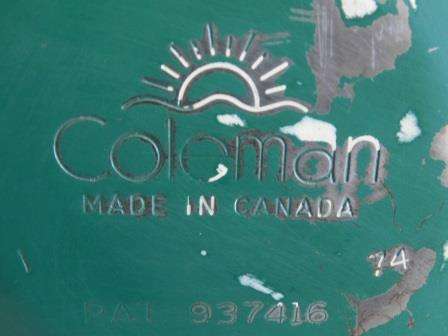 Coleman
MADE IN CANADA
74
PAT. 937416